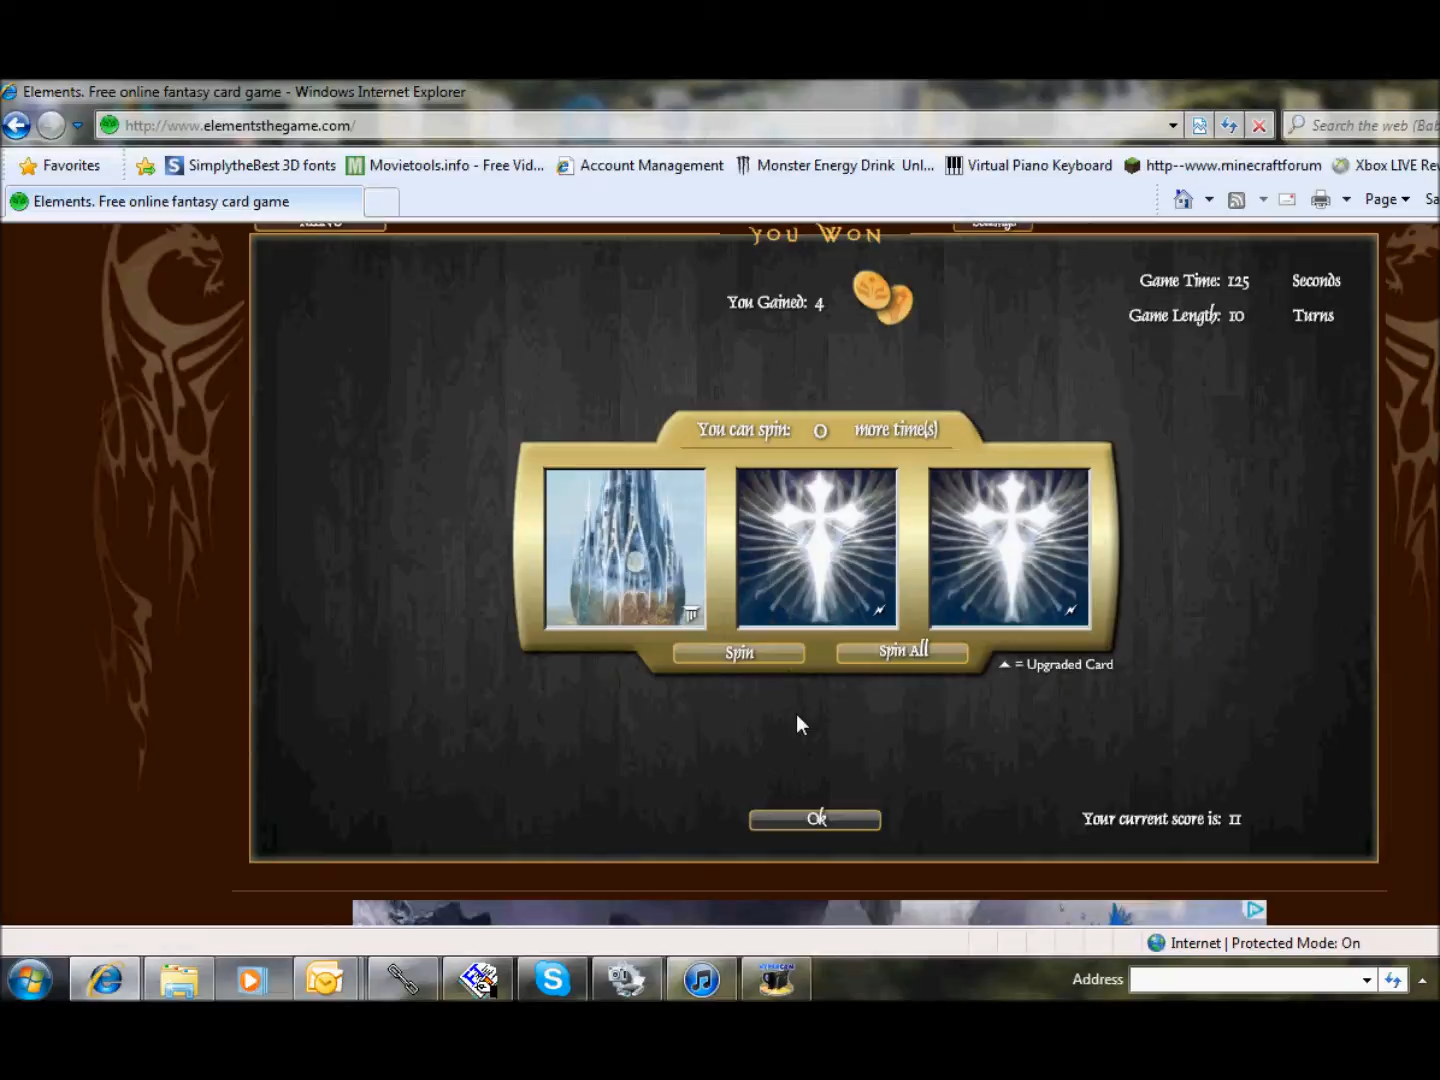 Elements. Free online fantasy card game - Windows Internet Explorer
http://www.elementsthegame.com/
Search the web (Bab
Favorites
SimplytheBest 3D fonts
Movietools.info - Free Vid...
Account Management
Monster Energy Drink Unl...
Virtual Piano Keyboard
http--www.minecraftforum
Xbox LIVE Re
Elements. Free online fantasy card game
Page
YOU WON
You Gained: 4
Game Time: 125 Seconds
Game Length: 10 Turns
You can spin: 0 more time(s)
Spin
Spin All
= Upgraded Card
Ok
Your current score is: 11
Internet | Protected Mode: On
Address